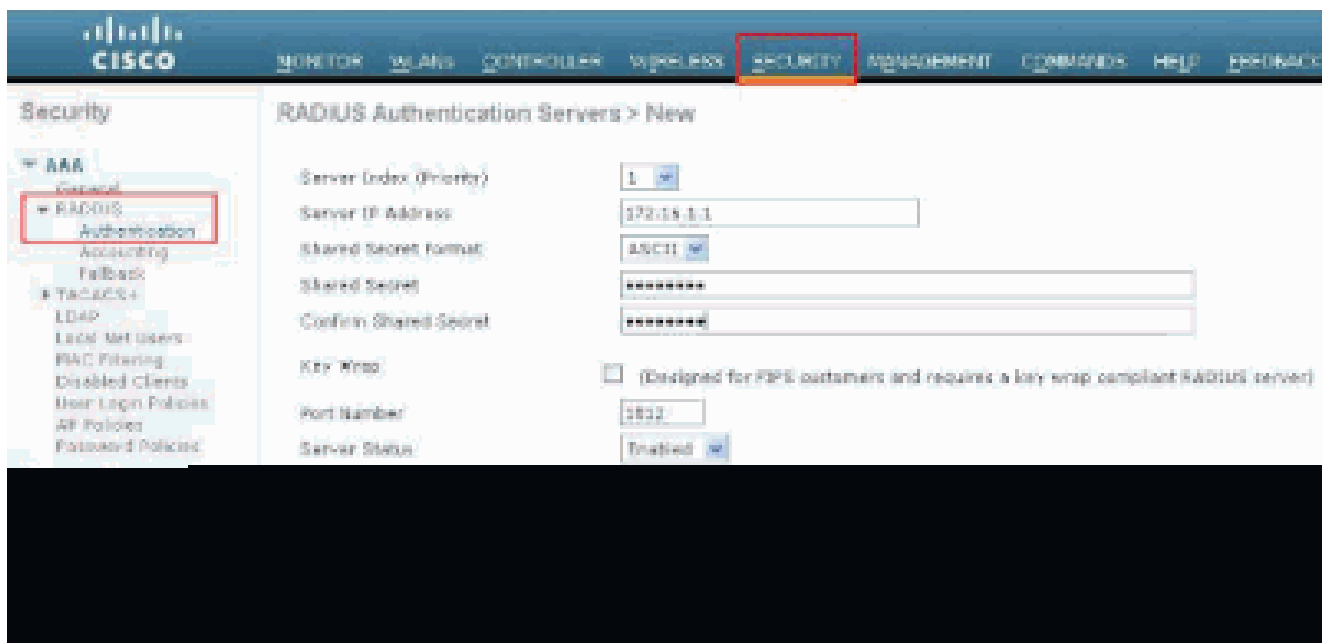 CISCO
MONITOR WLANs CONTROLLER WIRELESS SECURITY MANAGEMENT COMMANDS HELP FEEDBACK
Security
AAA
General
RADIUS
Authentication
Accounting
Fallback
TACACS+
LDAP
Local Net Users
MAC Filtering
Disabled Clients
User Login Policies
AP Policies
Password Policies
RADIUS Authentication Servers > New
Server Index (Priority) 1
Server IP Address
Shared Secret Format ASCII
Shared Secret ••••••••
Confirm Shared Secret ••••••••
Key Wrap (Designed for FIPS customers and requires a key wrap compliant RADIUS server)
Port Number 1812
Server Status Enabled